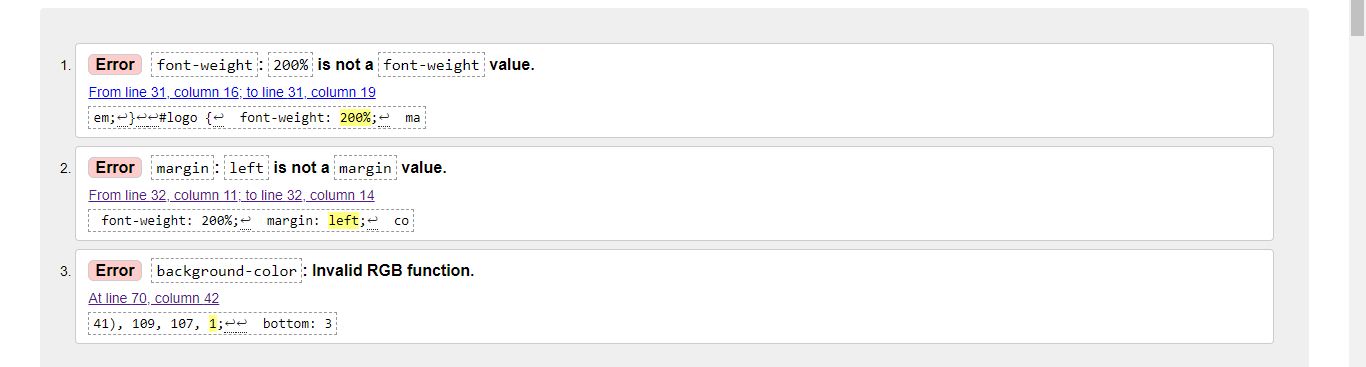 1. Error font-weight: 200% is not a font-weight value.
From line 31, column 16; to line 31, column 19
em;↩}↩↩#logo {↩ font-weight: 200%;↩ ma
2. Error margin: left is not a margin value.
From line 32, column 11; to line 32, column 14
font-weight: 200%;↩ margin: left;↩ co
3. Error background-color: Invalid RGB function.
At line 70, column 42
41), 109, 107, 1;↩↩ bottom: 3